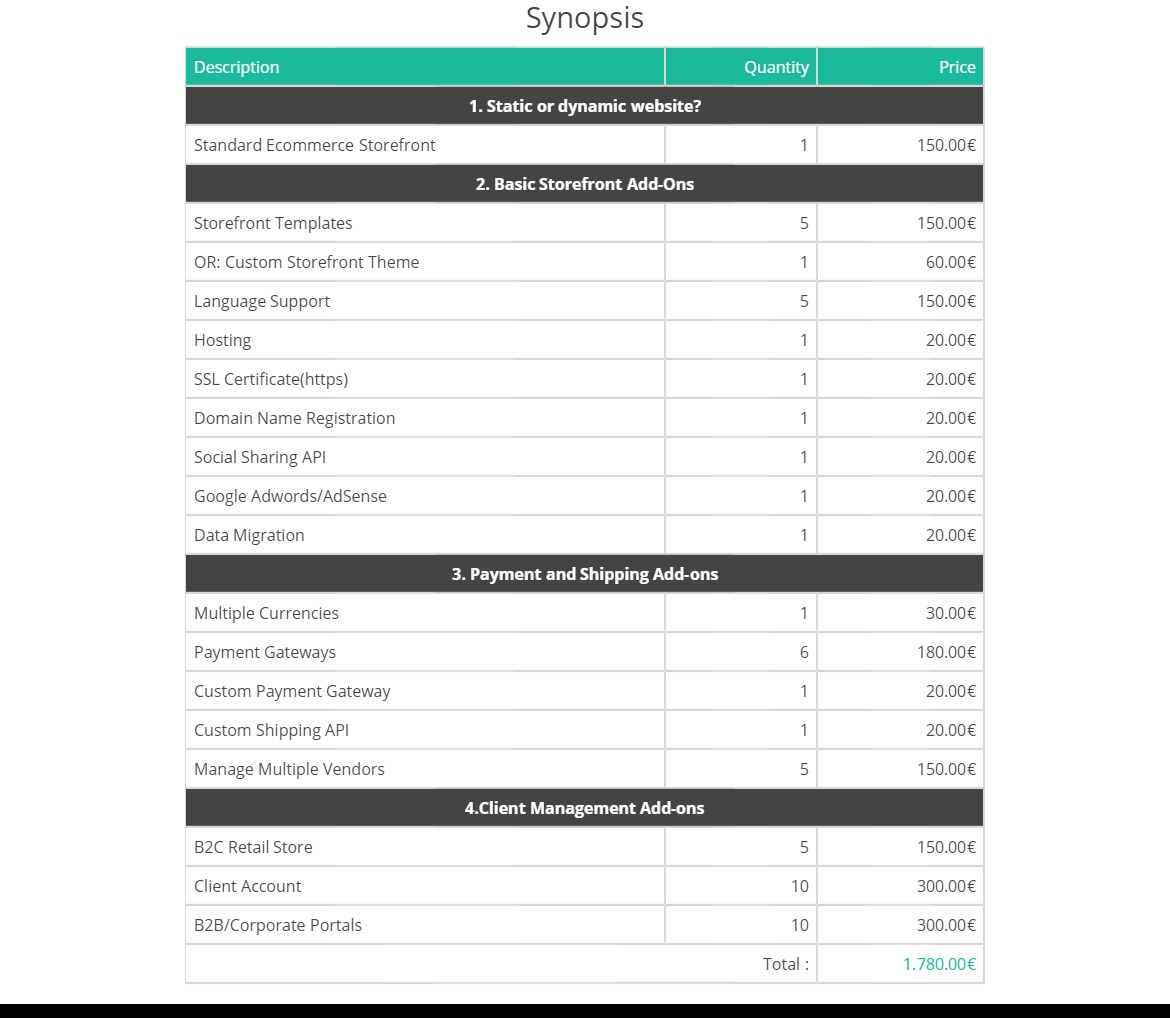 Synopsis
Description Quantity Price
1. Static or dynamic website?
Standard Ecommerce Storefront 1 150.00€
2. Basic Storefront Add-Ons
Storefront Templates 5 150.00€
OR: Custom Storefront Theme 1 60.00€
Language Support 5 150.00€
Hosting 1 20.00€
SSL Certificate(https) 1 20.00€
Domain Name Registration 1 20.00€
Social Sharing API 1 20.00€
Google Adwords/AdSense 1 20.00€
Data Migration 1 20.00€
3. Payment and Shipping Add-ons
Multiple Currencies 1 30.00€
Payment Gateways 6 180.00€
Custom Payment Gateway 1 20.00€
Custom Shipping API 1 20.00€
Manage Multiple Vendors 5 150.00€
4.Client Management Add-ons
B2C Retail Store 5 150.00€
Client Account 10 300.00€
B2B/Corporate Portals 10 300.00€
Total : 1.780.00€